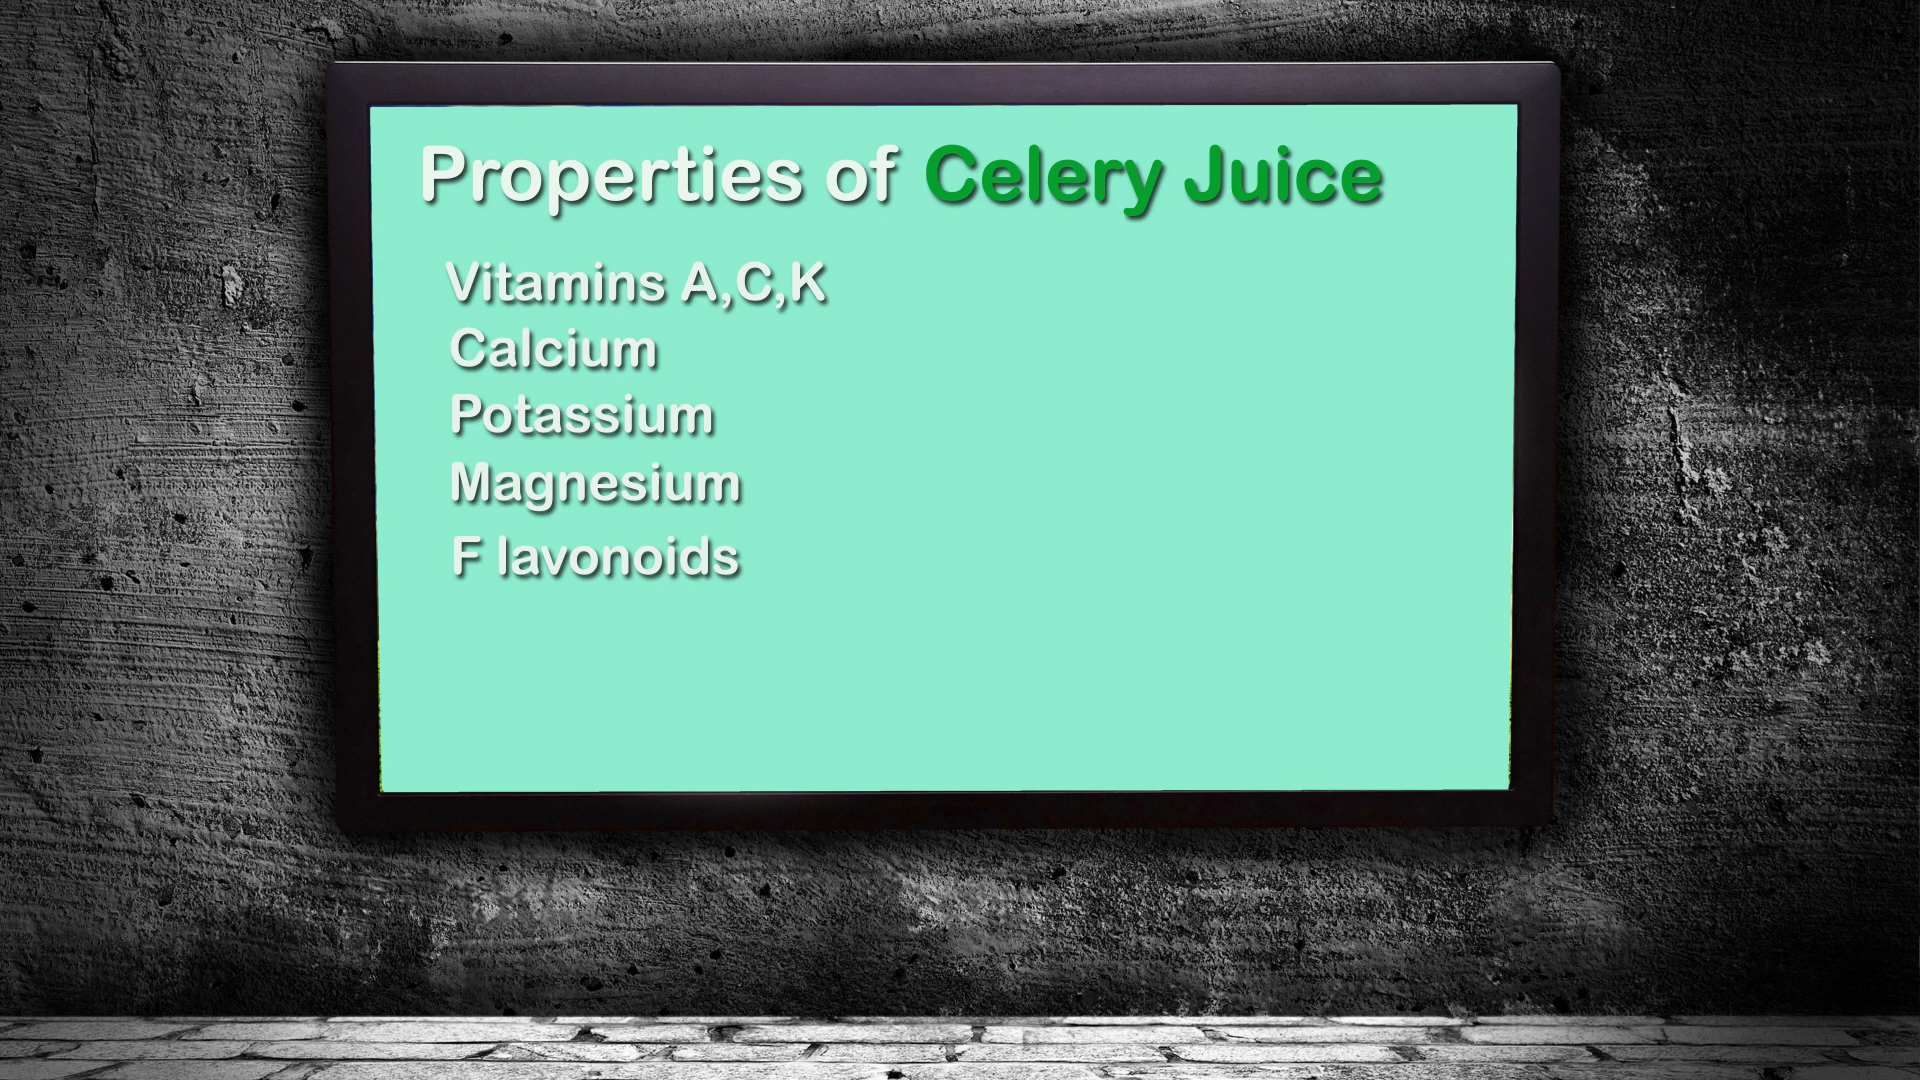 Properties of Celery Juice
Vitamins A,C,K
Calcium
Potassium
Magnesium
F lavonoids